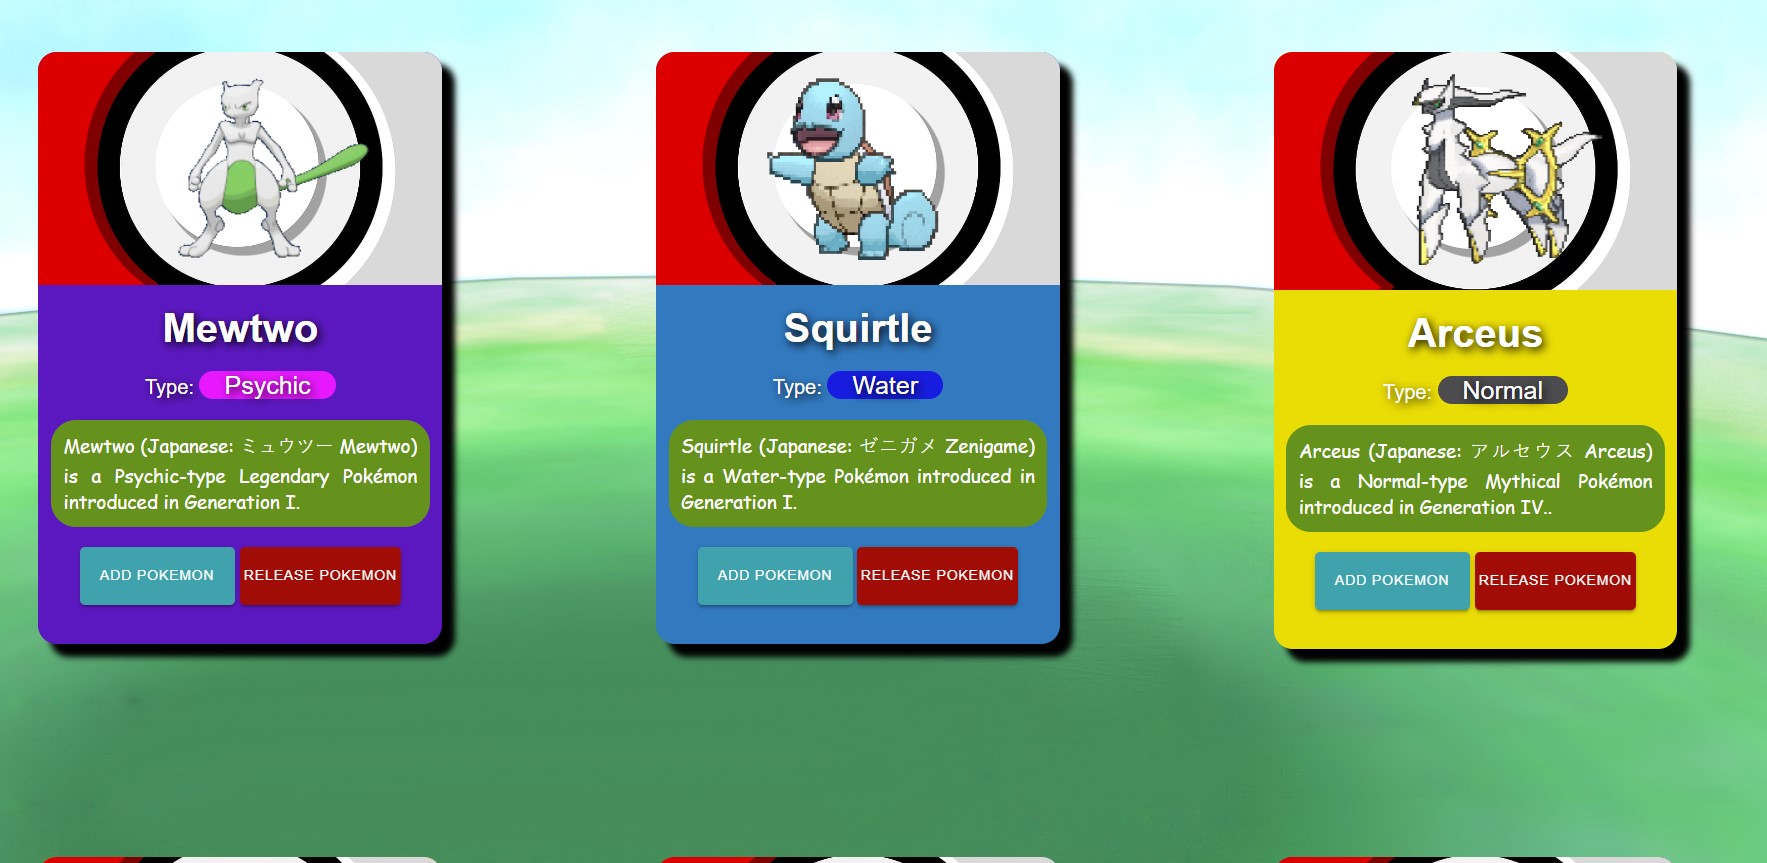 Mewtwo
Type: Psychic
Mewtwo (Japanese: ミュウツー Mewtwo)
is a Psychic-type Legendary Pokémon
introduced in Generation I.
ADD POKEMON
RELEASE POKEMON
Squirtle
Type: Water
Squirtle (Japanese: ゼニガメ Zenigame)
is a Water-type Pokémon introduced in
Generation I.
ADD POKEMON
RELEASE POKEMON
Arceus
Type: Normal
Arceus (Japanese: アルセウス Arceus)
is a Normal-type Mythical Pokémon
introduced in Generation IV..
ADD POKEMON
RELEASE POKEMON